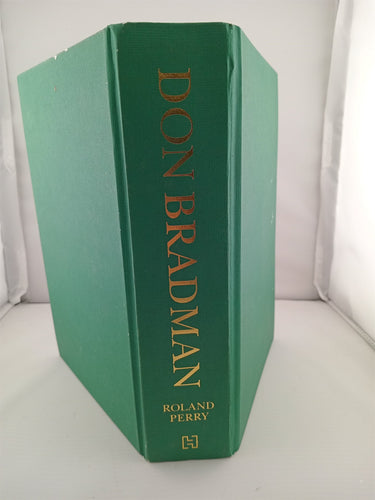 DON BRADMAN
ROLAND
PERRY
H